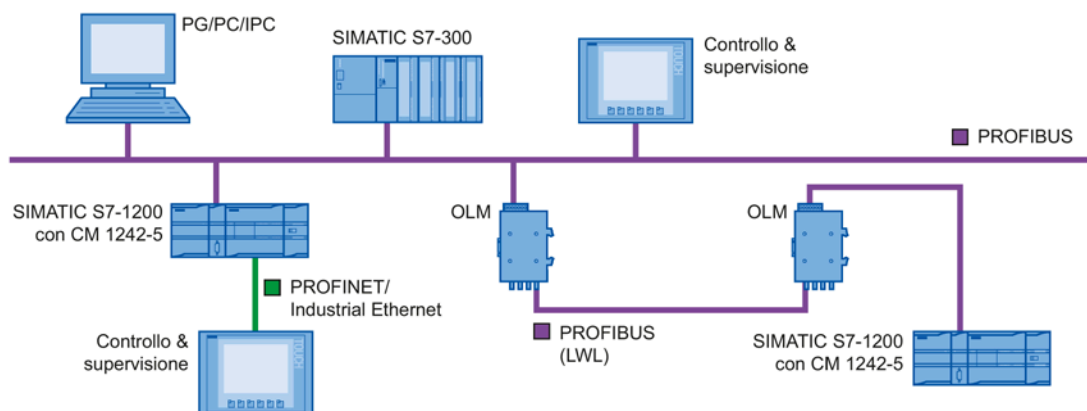 PG/PC/IPC
SIMATIC S7-300
Controllo &
supervisione
PROFIBUS
SIMATIC S7-1200
con CM 1242-5
OLM
OLM
PROFINET/
Industrial Ethernet
PROFIBUS
(LWL)
Controllo &
supervisione
SIMATIC S7-1200
con CM 1242-5